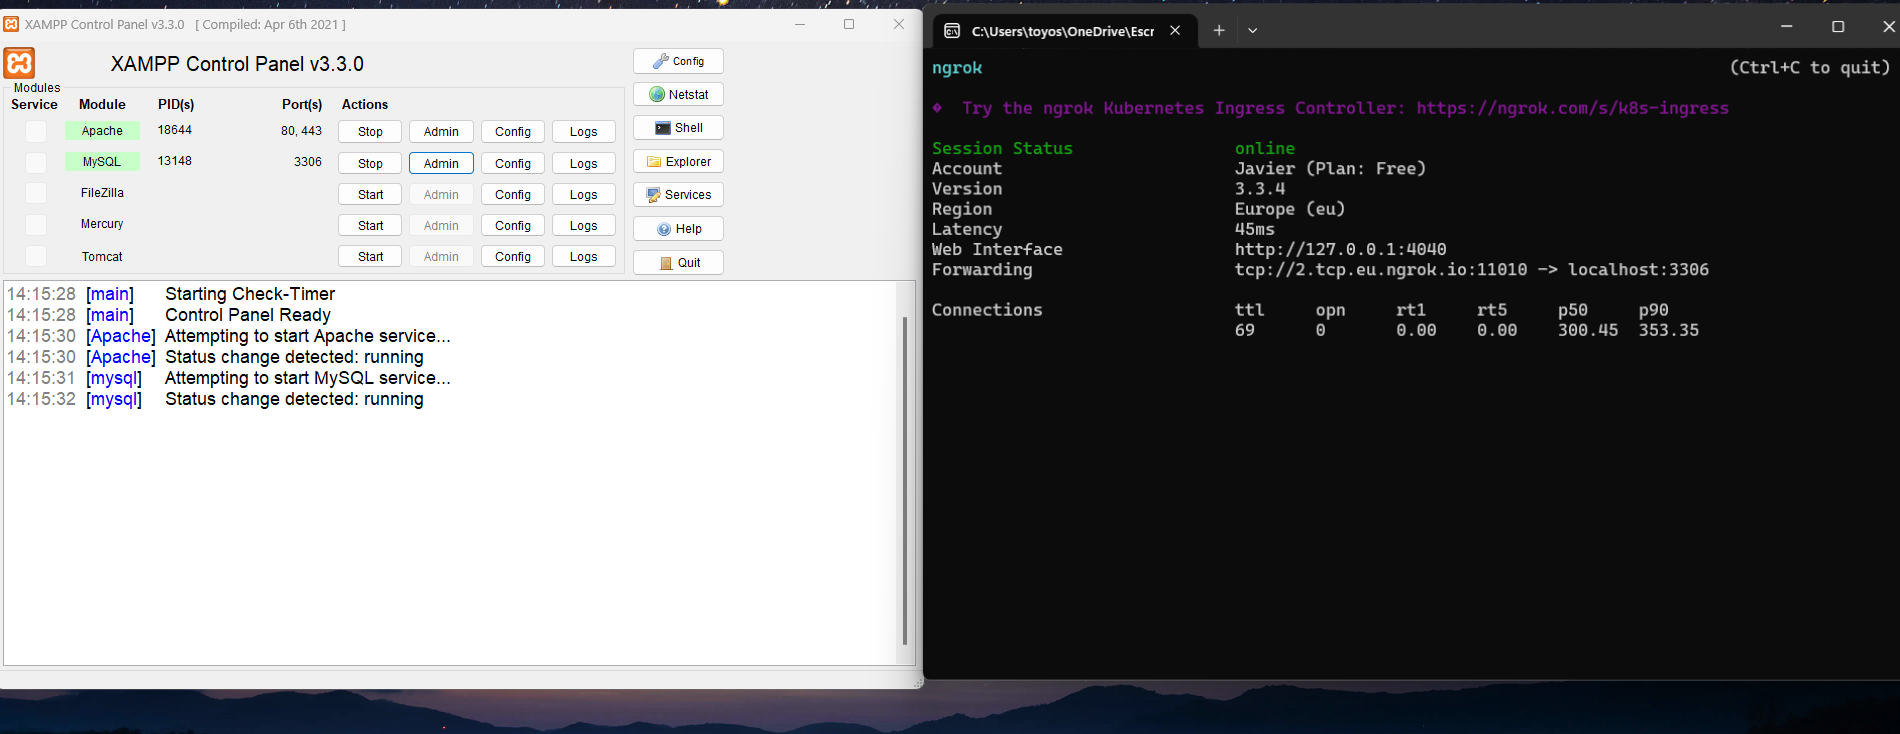 XAMPP Control Panel v3.3.0 [ Compiled: Apr 6th 2021 ]
XAMPP Control Panel v3.3.0
Modules
Service Module PID(s) Port(s) Actions
Apache 18644 80, 443 Stop Admin Config Logs
MySQL 13148 3306 Stop Admin Config Logs
FileZilla Start Admin Config Logs
Mercury Start Admin Config Logs
Tomcat Start Admin Config Logs
Config
Netstat
Shell
Explorer
Services
Help
Quit
14:15:28 [main] Starting Check-Timer
14:15:28 [main] Control Panel Ready
14:15:30 [Apache] Attempting to start Apache service...
14:15:30 [Apache] Status change detected: running
14:15:31 [mysql] Attempting to start MySQL service...
14:15:32 [mysql] Status change detected: running
C:\Users\toyos\OneDrive\Escr
ngrok (Ctrl+C to quit)
Try the ngrok Kubernetes Ingress Controller: https://ngrok.com/s/k8s-ingress
Session Status online
Account Javier (Plan: Free)
Version 3.3.4
Region Europe (eu)
Latency 45ms
Web Interface http://127.0.0.1:4040
Forwarding tcp://2.tcp.eu.ngrok.io:11010 -> localhost:3306
Connections ttl opn rt1 rt5 p50 p90
69 0 0.00 0.00 300.45 353.35